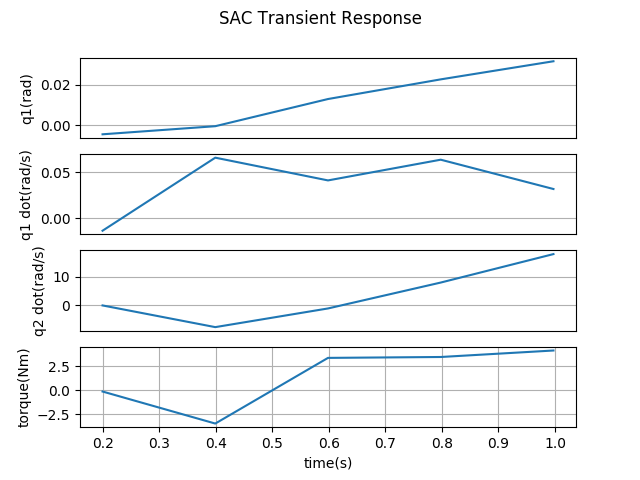 SAC Transient Response
q1(rad)
0.02
0.00
q1 dot(rad/s)
0.05
0.00
q2 dot(rad/s)
10
0
torque(Nm)
2.5
0.0
−2.5
0.2 0.3 0.4 0.5 0.6 0.7 0.8 0.9 1.0
time(s)